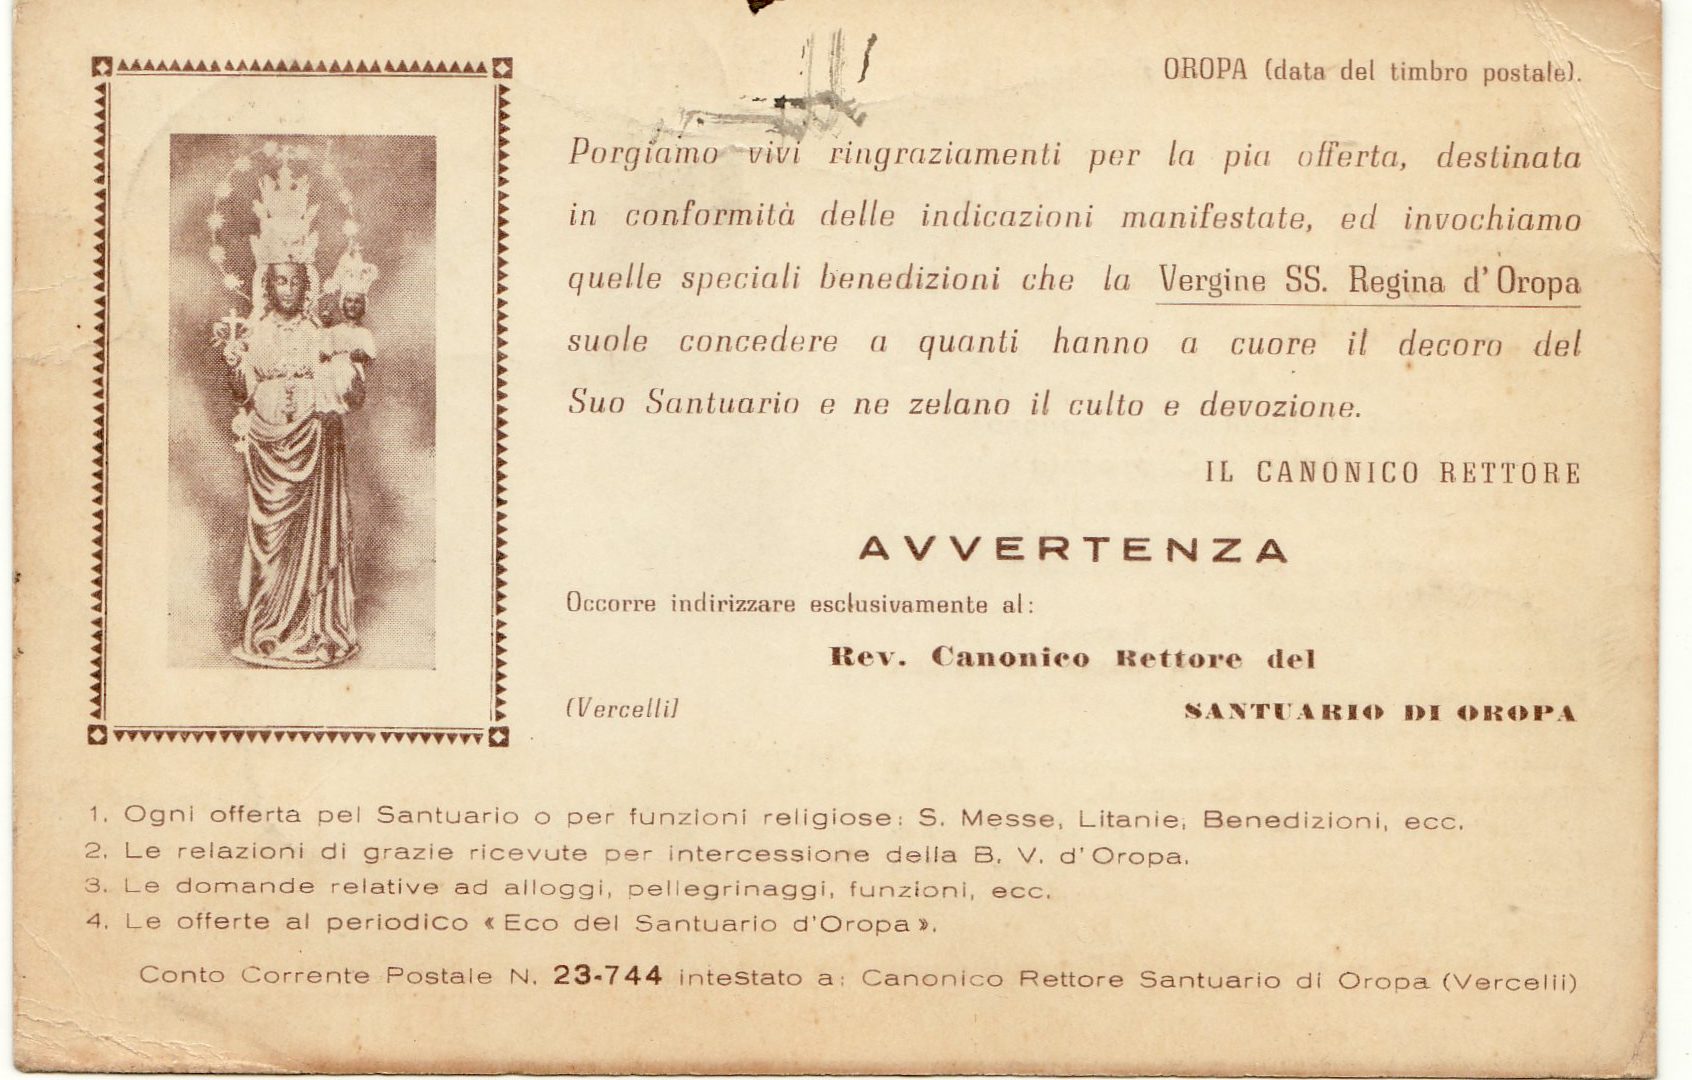 OROPA (data del timbro postale).
Porgiamo vivi ringraziamenti per la pia offerta, destinata
in conformità delle indicazioni manifestate, ed invochiamo
quelle speciali benedizioni che la Vergine SS. Regina d'Oropa
suole concedere a quanti hanno a cuore il decoro del
Suo Santuario e ne zelano il culto e devozione.
IL CANONICO RETTORE
AVVERTENZA
Occorre indirizzare esclusivamente al:
Rev. Canonico Rettore del
(Vercelli) SANTUARIO DI OROPA
1. Ogni offerta pel Santuario o per funzioni religiose: S. Messe, Litanie, Benedizioni, ecc.
2. Le relazioni di grazie ricevute per intercessione della B. V. d'Oropa.
3. Le domande relative ad alloggi, pellegrinaggi, funzioni, ecc.
4. Le offerte al periodico « Eco del Santuario d'Oropa ».
Conto Corrente Postale N. 23-744 intestato a: Canonico Rettore Santuario di Oropa (Vercelli)